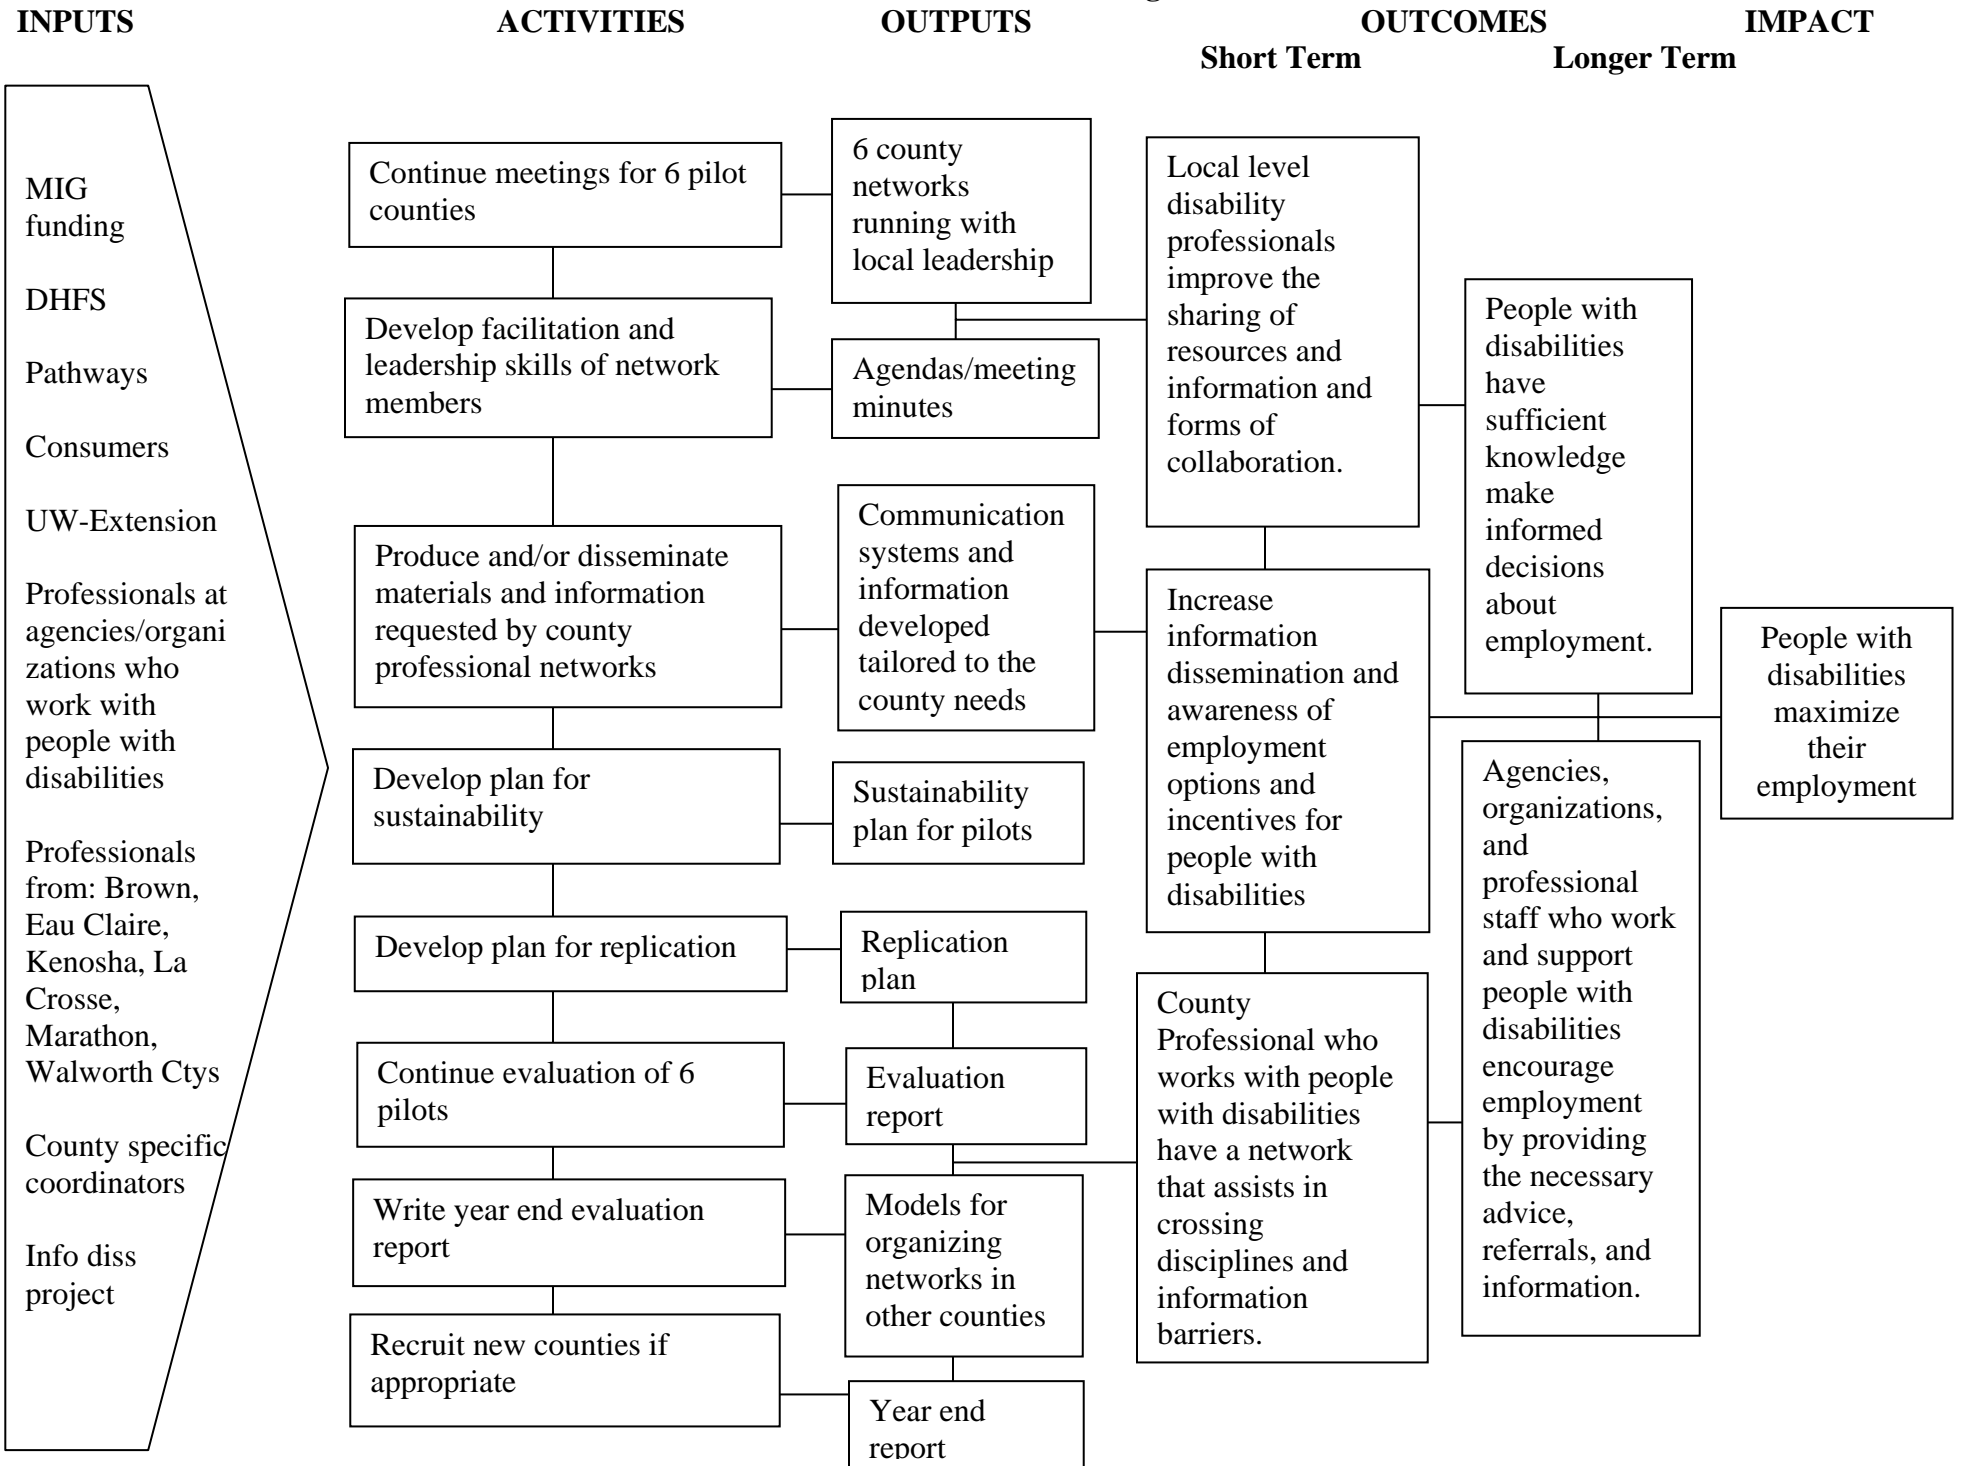 INPUTS
ACTIVITIES
OUTPUTS
OUTCOMES
IMPACT
Short Term
Longer Term
MIG
funding
DHFS
Pathways
Consumers
UW-Extension
Professionals at
agencies/organi
zations who
work with
people with
disabilities
Professionals
from: Brown,
Eau Claire,
Kenosha, La
Crosse,
Marathon,
Walworth Ctys
County specific
coordinators
Info diss
project
Continue meetings for 6 pilot
counties
Develop facilitation and
leadership skills of network
members
Produce and/or disseminate
materials and information
requested by county
professional networks
Develop plan for
sustainability
Develop plan for replication
Continue evaluation of 6
pilots
Write year end evaluation
report
Recruit new counties if
appropriate
6 county
networks
running with
local leadership
Agendas/meeting
minutes
Communication
systems and
information
developed
tailored to the
county needs
Sustainability
plan for pilots
Replication
plan
Evaluation
report
Models for
organizing
networks in
other counties
Year end
report
Local level
disability
professionals
improve the
sharing of
resources and
information and
forms of
collaboration.
Increase
information
dissemination and
awareness of
employment
options and
incentives for
people with
disabilities
County
Professional who
works with people
with disabilities
have a network
that assists in
crossing
disciplines and
information
barriers.
People with
disabilities
have
sufficient
knowledge
make
informed
decisions
about
employment.
Agencies,
organizations,
and
professional
staff who work
and support
people with
disabilities
encourage
employment
by providing
the necessary
advice,
referrals, and
information.
People with
disabilities
maximize
their
employment